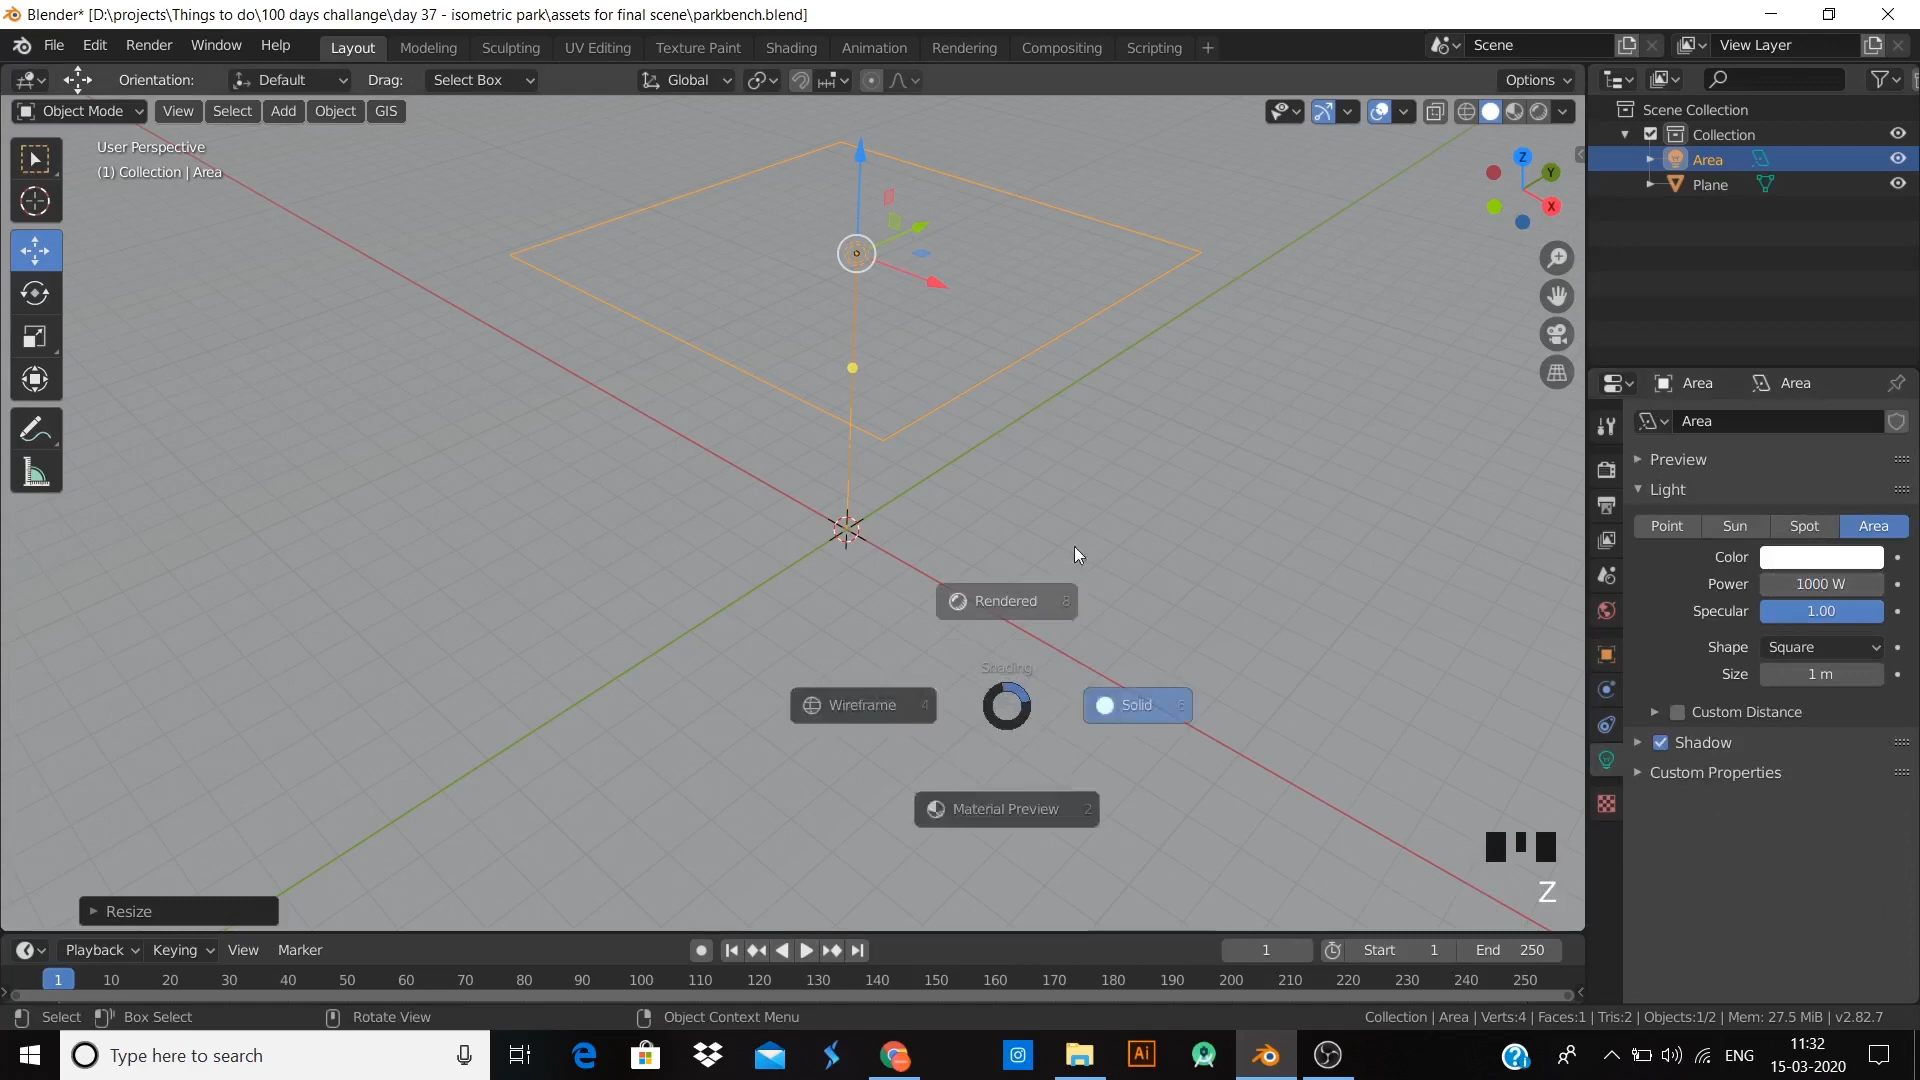 Blender* [D:\projects\Things to do\100 days challange\day 37 - isometric park\assets for final scene\parkbench.blend]
File Edit Render Window Help Layout Modeling Sculpting UV Editing Texture Paint Shading Animation Rendering Compositing Scripting + Scene View Layer
Orientation: Default Drag: Select Box Global Options
Object Mode View Select Add Object GIS
Scene Collection
Collection
Area
Plane
User Perspective
(1) Collection | Area
Z
Y
X
Area Area
Area
Preview
Light
Point Sun Spot Area
Color
Power 1000 W
Specular 1.00
Shape Square
Size 1 m
Custom Distance
Shadow
Custom Properties
Rendered 8
Shading
Wireframe 4
Solid 6
Material Preview 2
Z
Resize
Playback Keying View Marker 1 Start 1 End 250
1 10 20 30 40 50 60 70 80 90 100 110 120 130 140 150 160 170 180 190 200 210 220 230 240 250
Select Box Select Rotate View Object Context Menu Collection | Area | Verts:4 | Faces:1 | Tris:2 | Objects:1/2 | Mem: 27.5 MiB | v2.82.7
Type here to search
Ai
ENG
11:32
15-03-2020